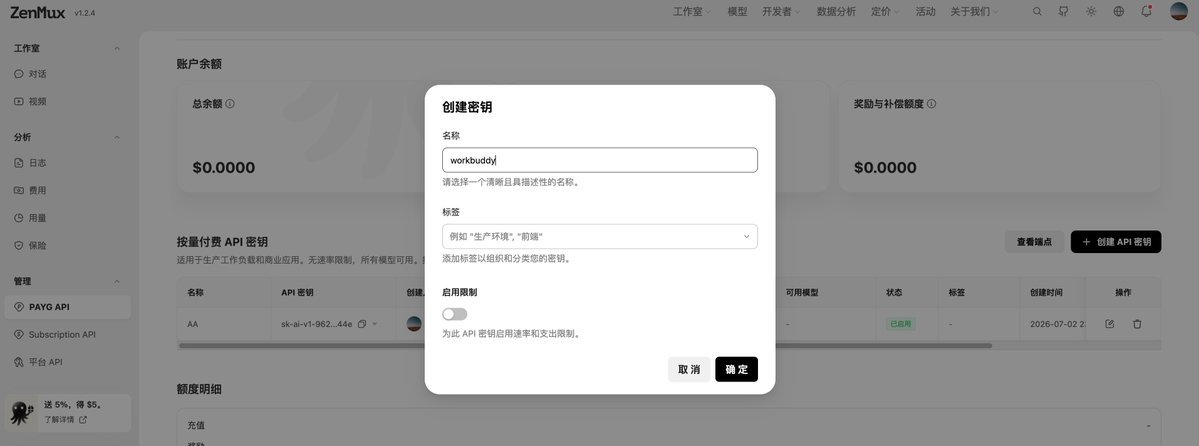 ZenMux v1.2.4
工作室 模型 开发者 数据分析 定价 活动 关于我们
工作室
对话
视频
分析
日志
费用
用量
保险
管理
PAYG API
Subscription API
平台 API
送 5%，得 $5。
了解详情
账户余额
总余额
$0.0000
奖励与补偿额度
$0.0000
按量付费 API 密钥
适用于生产工作负载和商业应用。无速率限制，所有模型可用。
查看端点
+ 创建 API 密钥
名称 API 密钥 可用模型 状态 标签 创建时间 操作
AA sk-ai-v1-962...44e - 已启用 - 2026-07-02
额度明细
充值 -
创建密钥
名称
workbuddy
请选择一个清晰且具描述性的名称。
标签
例如 "生产环境", "前端"
添加标签以组织和分类您的密钥。
启用限制
为此 API 密钥启用速率和支出限制。
取消 确定